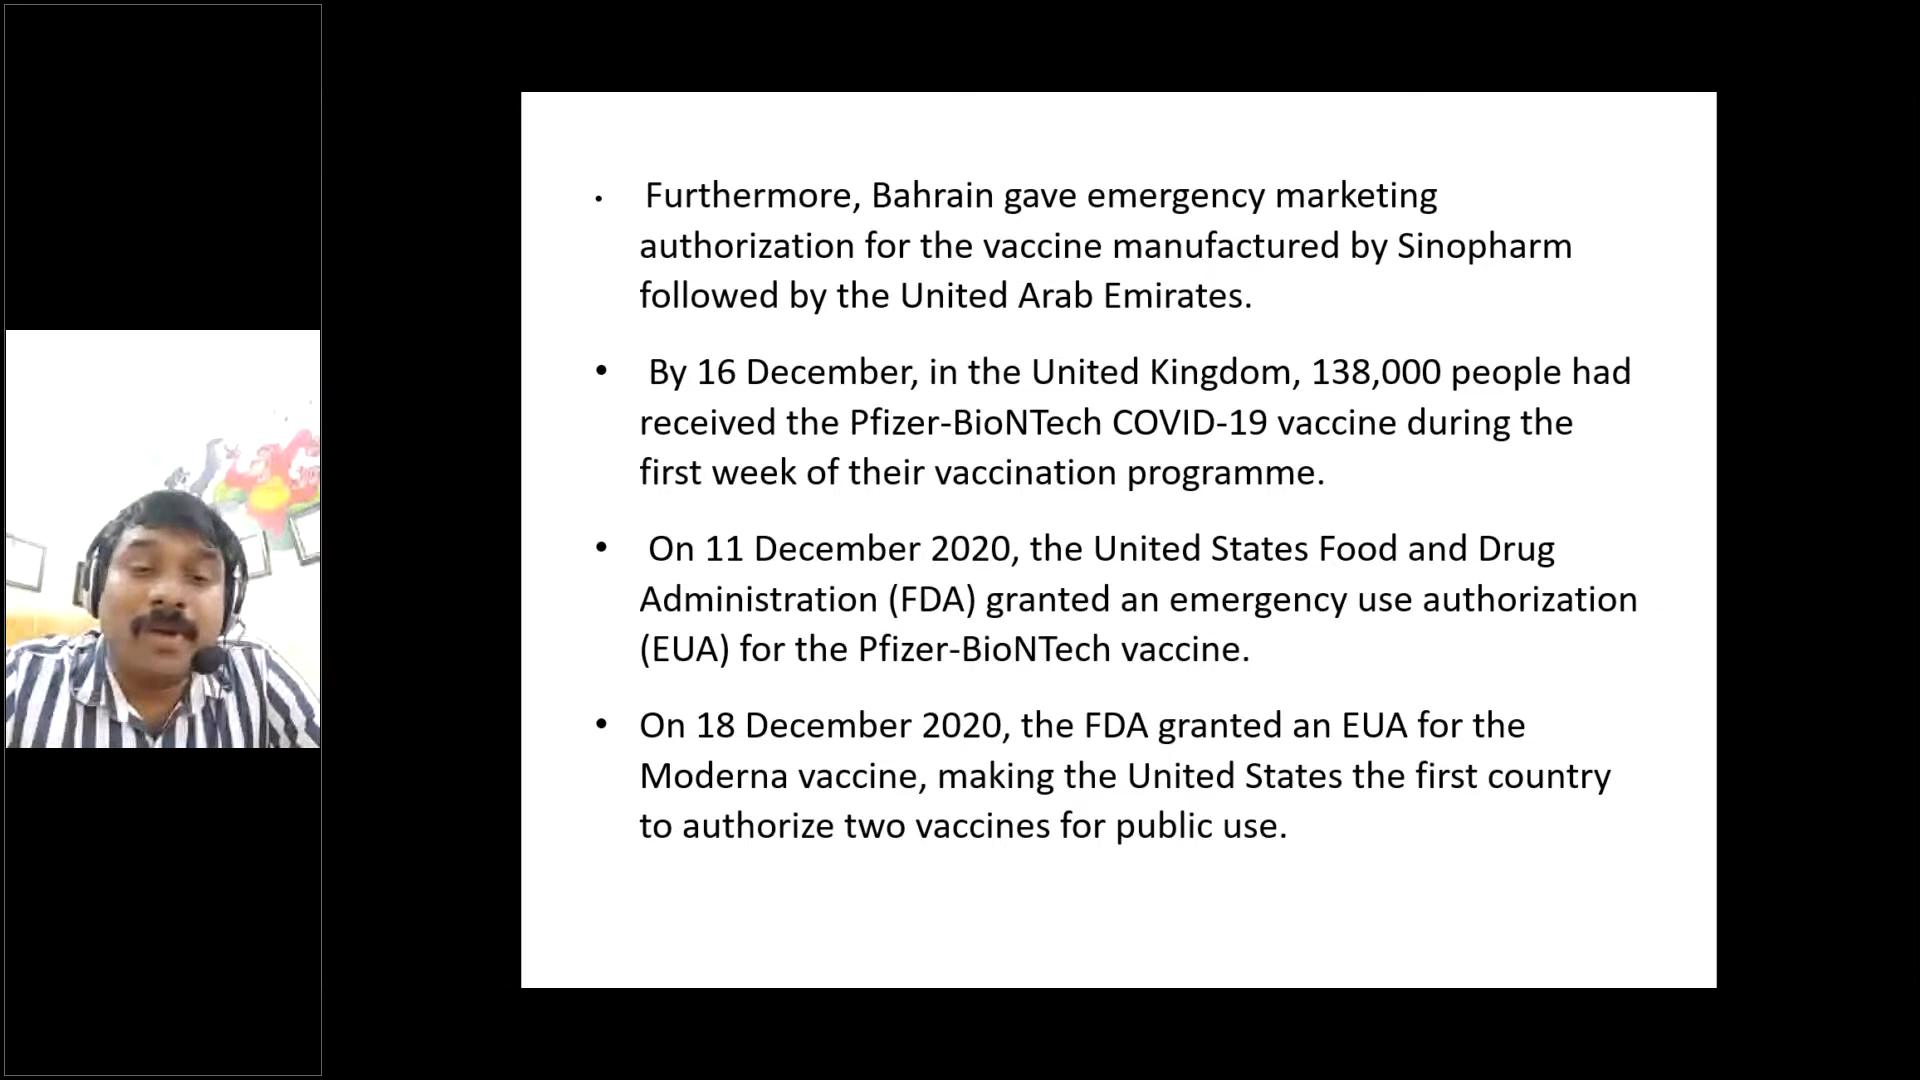 • Furthermore, Bahrain gave emergency marketing
authorization for the vaccine manufactured by Sinopharm
followed by the United Arab Emirates.
• By 16 December, in the United Kingdom, 138,000 people had
received the Pfizer-BioNTech COVID-19 vaccine during the
first week of their vaccination programme.
• On 11 December 2020, the United States Food and Drug
Administration (FDA) granted an emergency use authorization
(EUA) for the Pfizer-BioNTech vaccine.
• On 18 December 2020, the FDA granted an EUA for the
Moderna vaccine, making the United States the first country
to authorize two vaccines for public use.